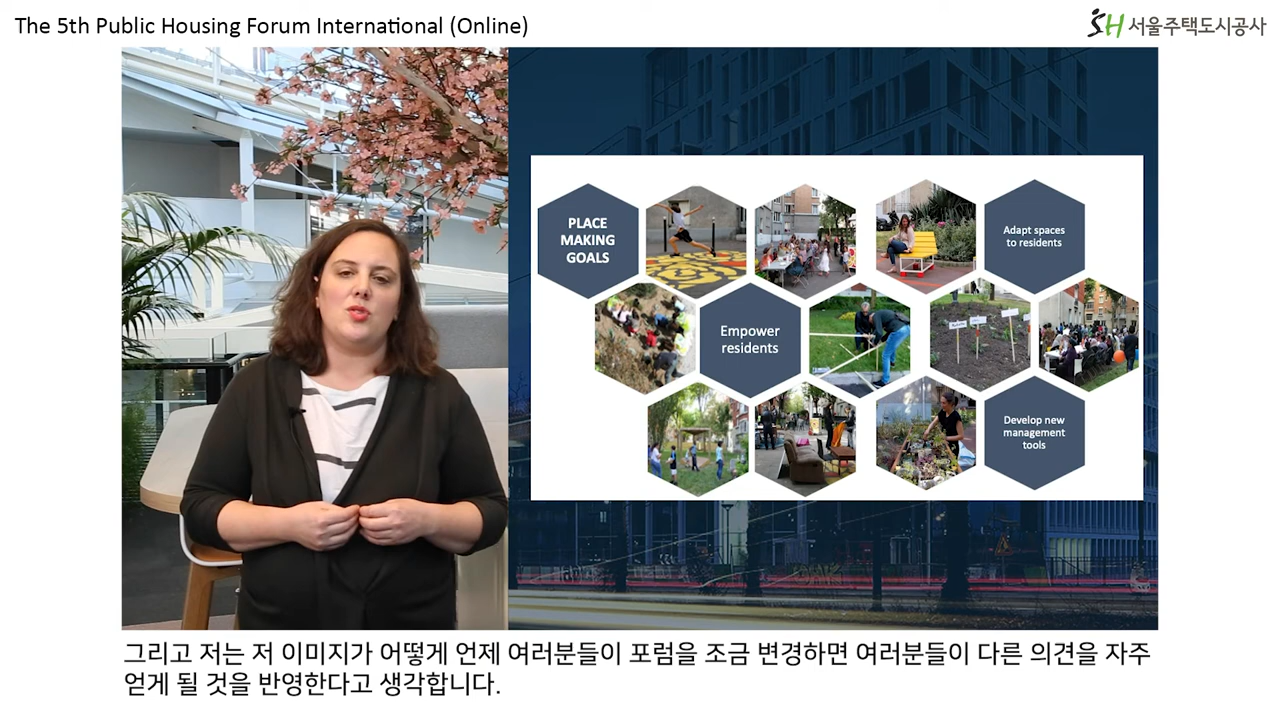 The 5th Public Housing Forum International (Online)
SH 서울주택도시공사
PLACE
MAKING
GOALS
Adapt spaces
to residents
Empower
residents
Develop new
management
tools
그리고 저는 저 이미지가 어떻게 언제 여러분들이 포럼을 조금 변경하면 여러분들이 다른 의견을 자주
얻게 될 것을 반영한다고 생각합니다.